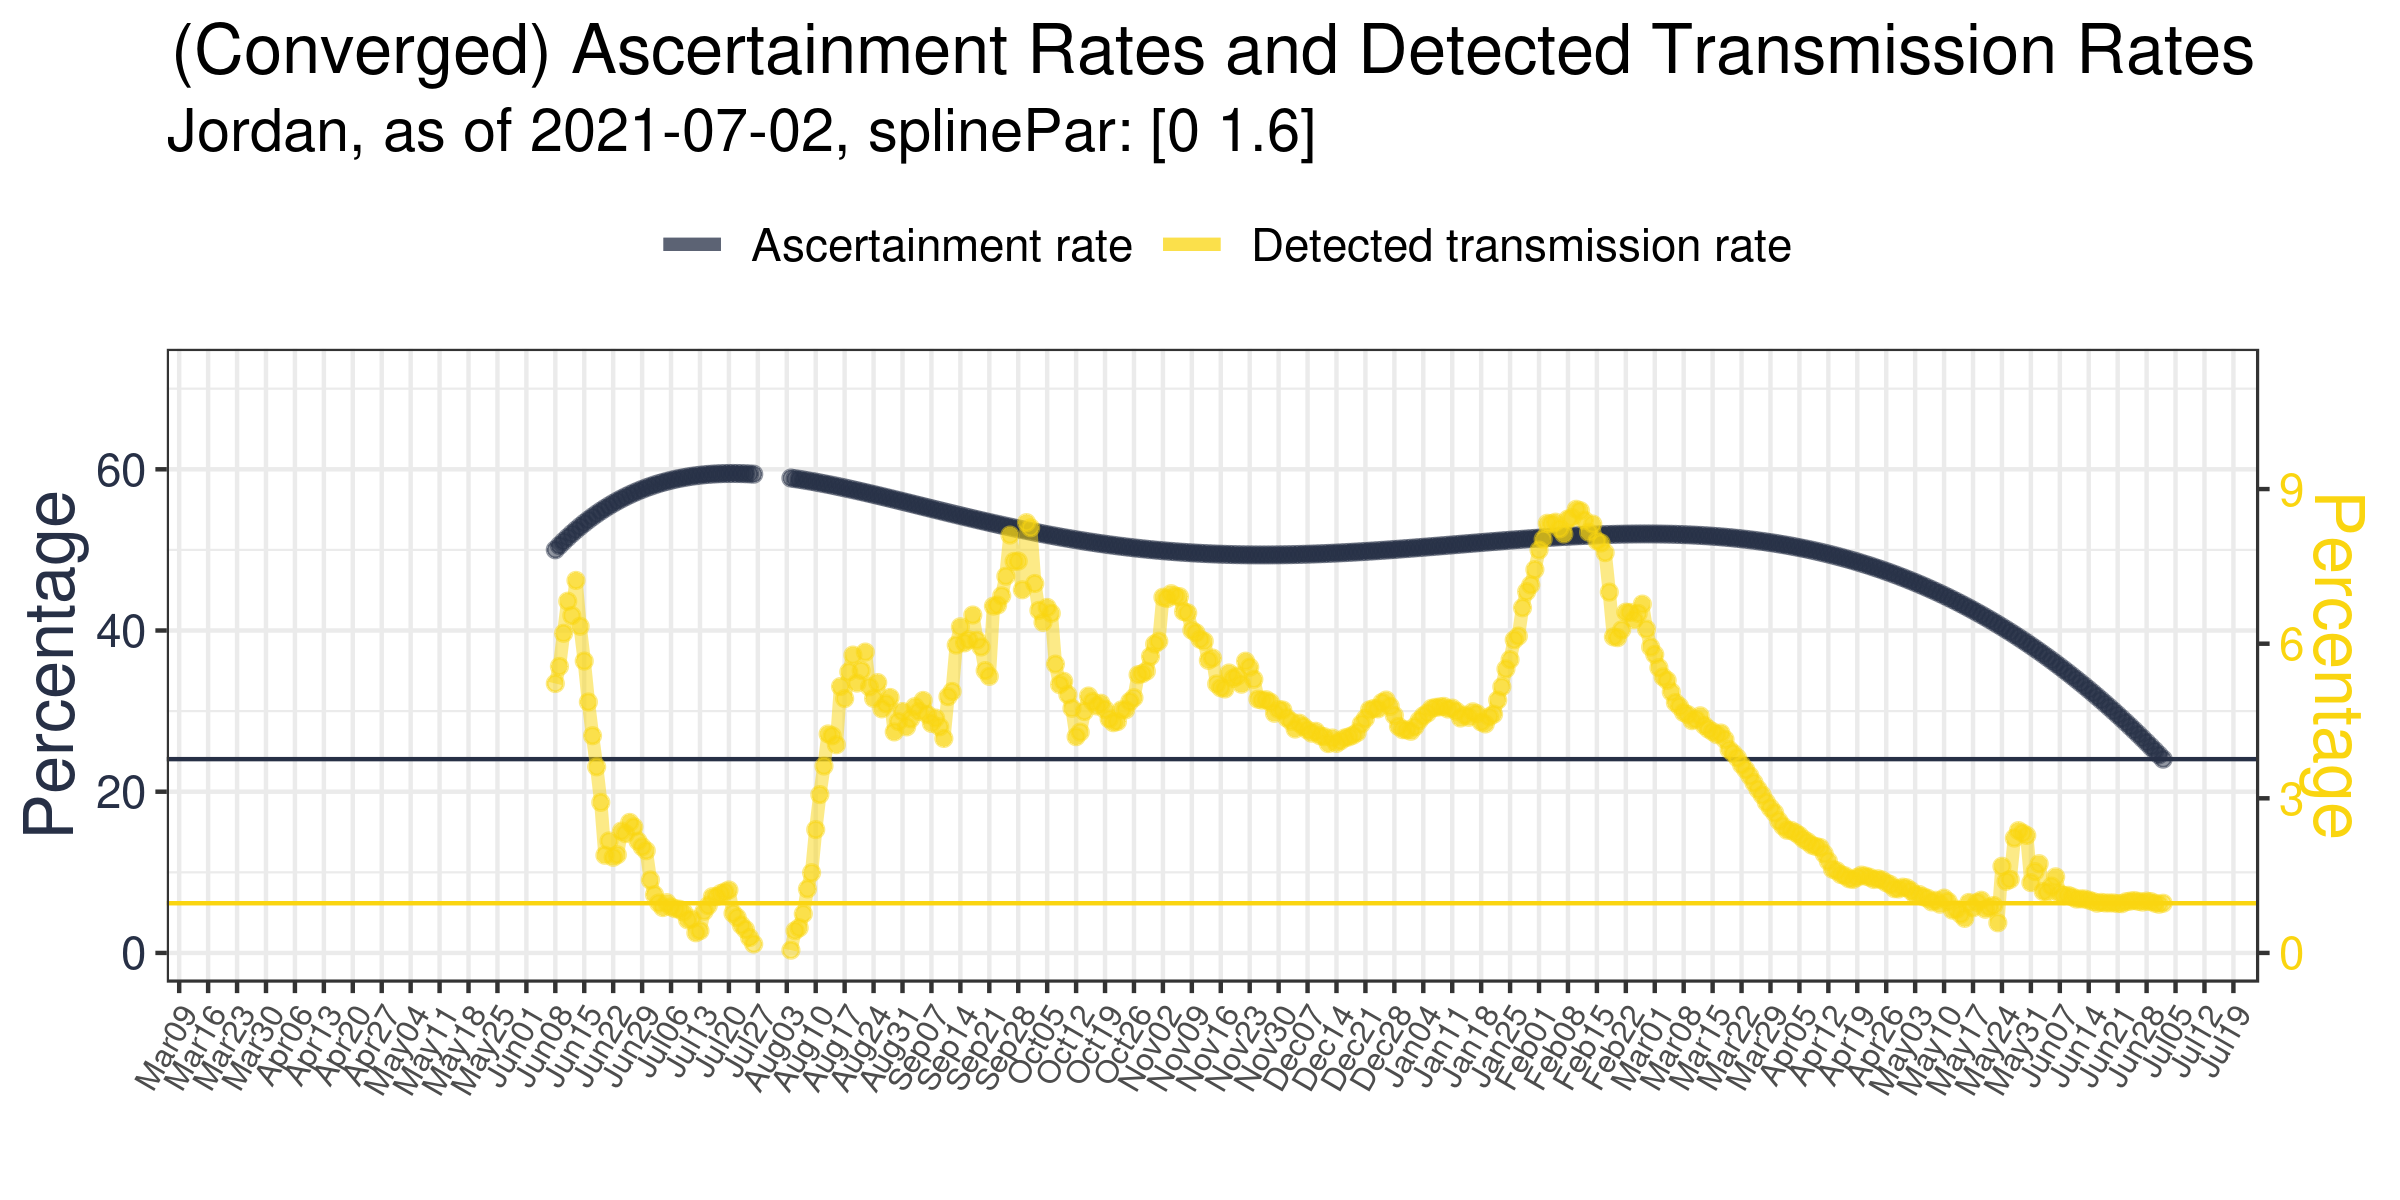 (Converged) Ascertainment Rates and Detected Transmission Rates
Jordan, as of 2021-07-02, splinePar: [0 1.6]
Ascertainment rate
Detected transmission rate
Percentage
60
40
20
0
9
6
3
0
Percentage
Mar09
Mar16
Mar23
Mar30
Apr06
Apr13
Apr20
Apr27
May04
May11
May18
May25
Jun01
Jun08
Jun15
Jun22
Jun29
Jul06
Jul13
Jul20
Jul27
Aug03
Aug10
Aug17
Aug24
Aug31
Sep07
Sep14
Sep21
Sep28
Oct05
Oct12
Oct19
Oct26
Nov02
Nov09
Nov16
Nov23
Nov30
Dec07
Dec14
Dec21
Dec28
Jan04
Jan11
Jan18
Jan25
Feb01
Feb08
Feb15
Feb22
Mar01
Mar08
Mar15
Mar22
Mar29
Apr05
Apr12
Apr19
Apr26
May03
May10
May17
May24
May31
Jun07
Jun14
Jun21
Jun28
Jul05
Jul12
Jul19